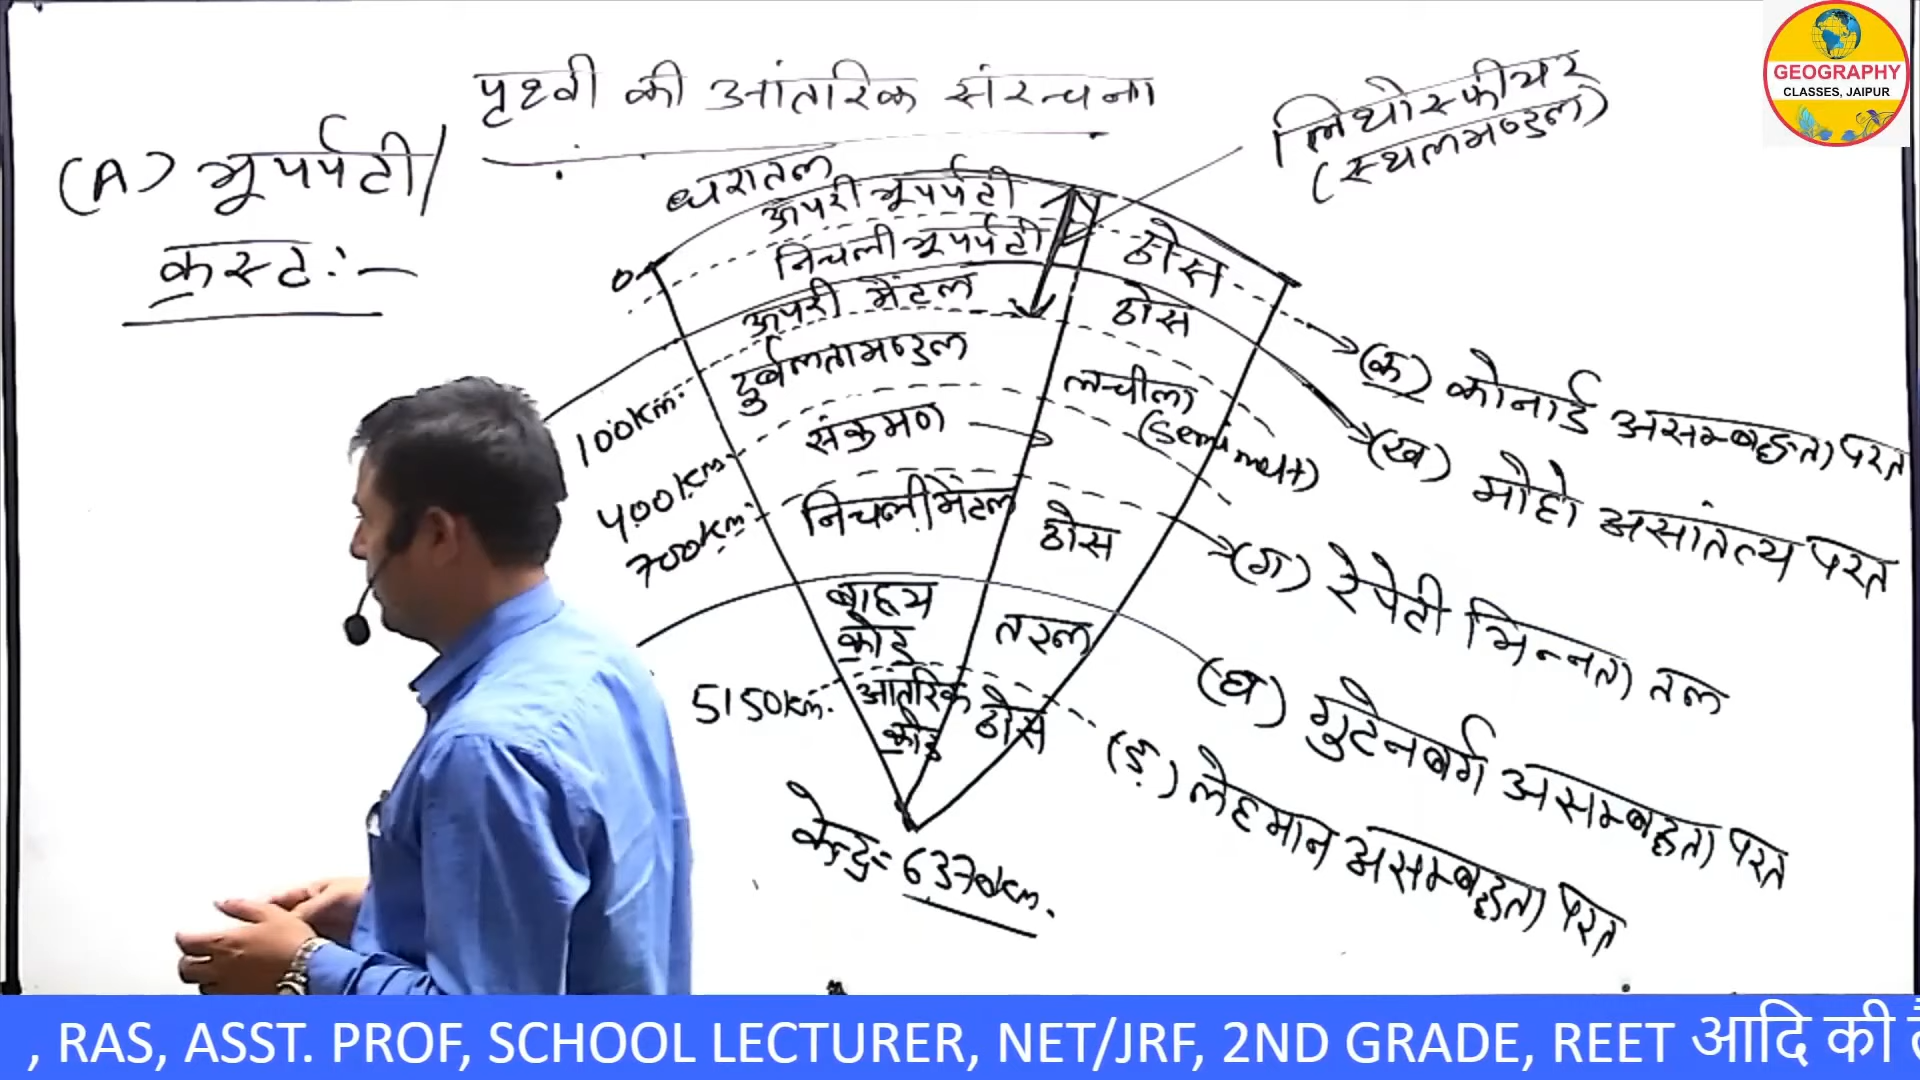 पृथ्वी की आंतरिक संरचना
(A) भूपर्पटी/
क्रस्ट:-
लिथोस्फीयर
(स्थलमण्डल)
GEOGRAPHY
CLASSES, JAIPUR
धरातल
0
ऊपरी भूपर्पटी
निचली भूपर्पटी
ठोस
ऊपरी मेंटल
ठोस
100km.
दुर्बलतामण्डल
लचीला
(Semi melt)
400km.
संक्रमण
700km.
निचली मेंटल
ठोस
बाह्य
कोर
तरल
5150km.
आंतरिक
कोर
ठोस
केन्द्र = 6370km.
(क) कोनार्ड असम्बद्धता परत
(ख) मोहो असांतत्य परत
(ग) रेपेटी भिन्नता तल
(घ) गुटेनबर्ग असम्बद्धता परत
(ड़) लेहमान असम्बद्धता परत
, RAS, ASST. PROF, SCHOOL LECTURER, NET/JRF, 2ND GRADE, REET आदि की